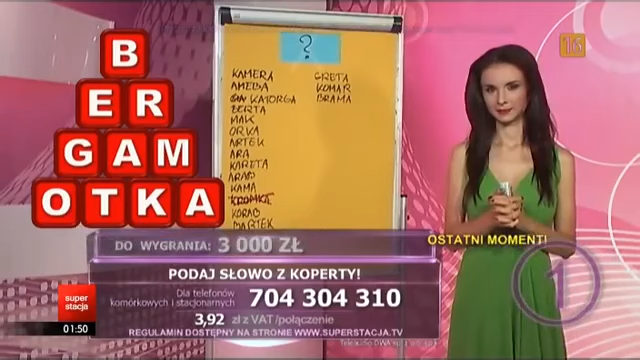 B
ER
GAM
OTKA
?
KAMERA
AMEBA
KATORGA
BERTA
MAK
ORKA
ARTEK
ARA
KARETA
ARAB
KAMA
KROMKA
KORAB
BARTEK
GRETA
KOMAR
BRAMA
16
OSTATNI MOMENT!
1
DO WYGRANIA: 3 000 ZŁ
PODAJ SŁOWO Z KOPERTY!
Dla telefonów
komórkowych i stacjonarnych 704 304 310
3,92 zł z VAT/połączenie
REGULAMIN DOSTĘPNY NA STRONIE WWW.SUPERSTACJA.TV
super
stacja
01:50